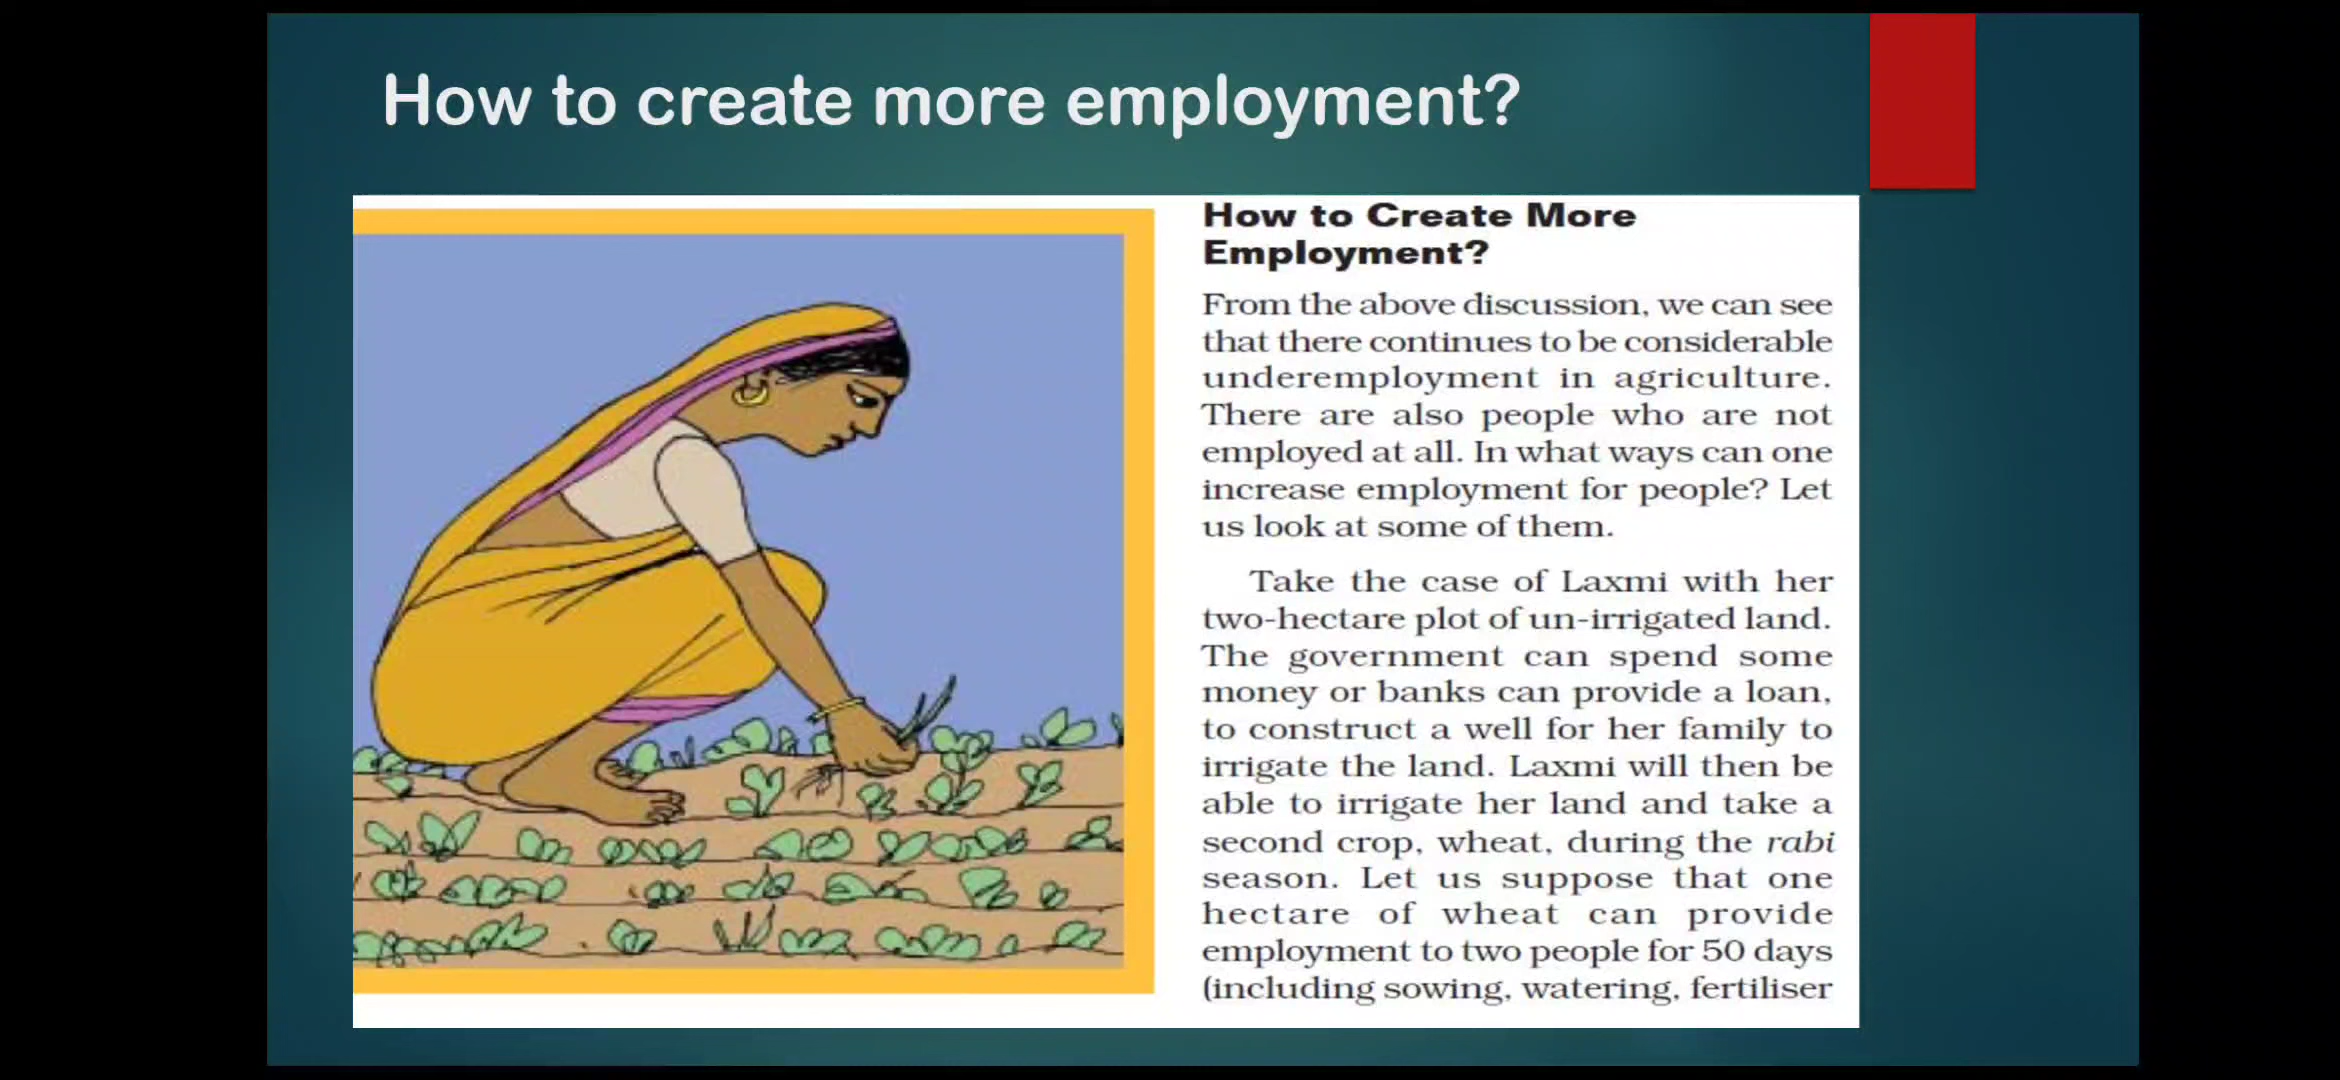 How to create more employment?
How to Create More
Employment?
From the above discussion, we can see
that there continues to be considerable
underemployment in agriculture.
There are also people who are not
employed at all. In what ways can one
increase employment for people? Let
us look at some of them.
Take the case of Laxmi with her
two-hectare plot of un-irrigated land.
The government can spend some
money or banks can provide a loan,
to construct a well for her family to
irrigate the land. Laxmi will then be
able to irrigate her land and take a
second crop, wheat, during the rabi
season. Let us suppose that one
hectare of wheat can provide
employment to two people for 50 days
(including sowing, watering, fertiliser